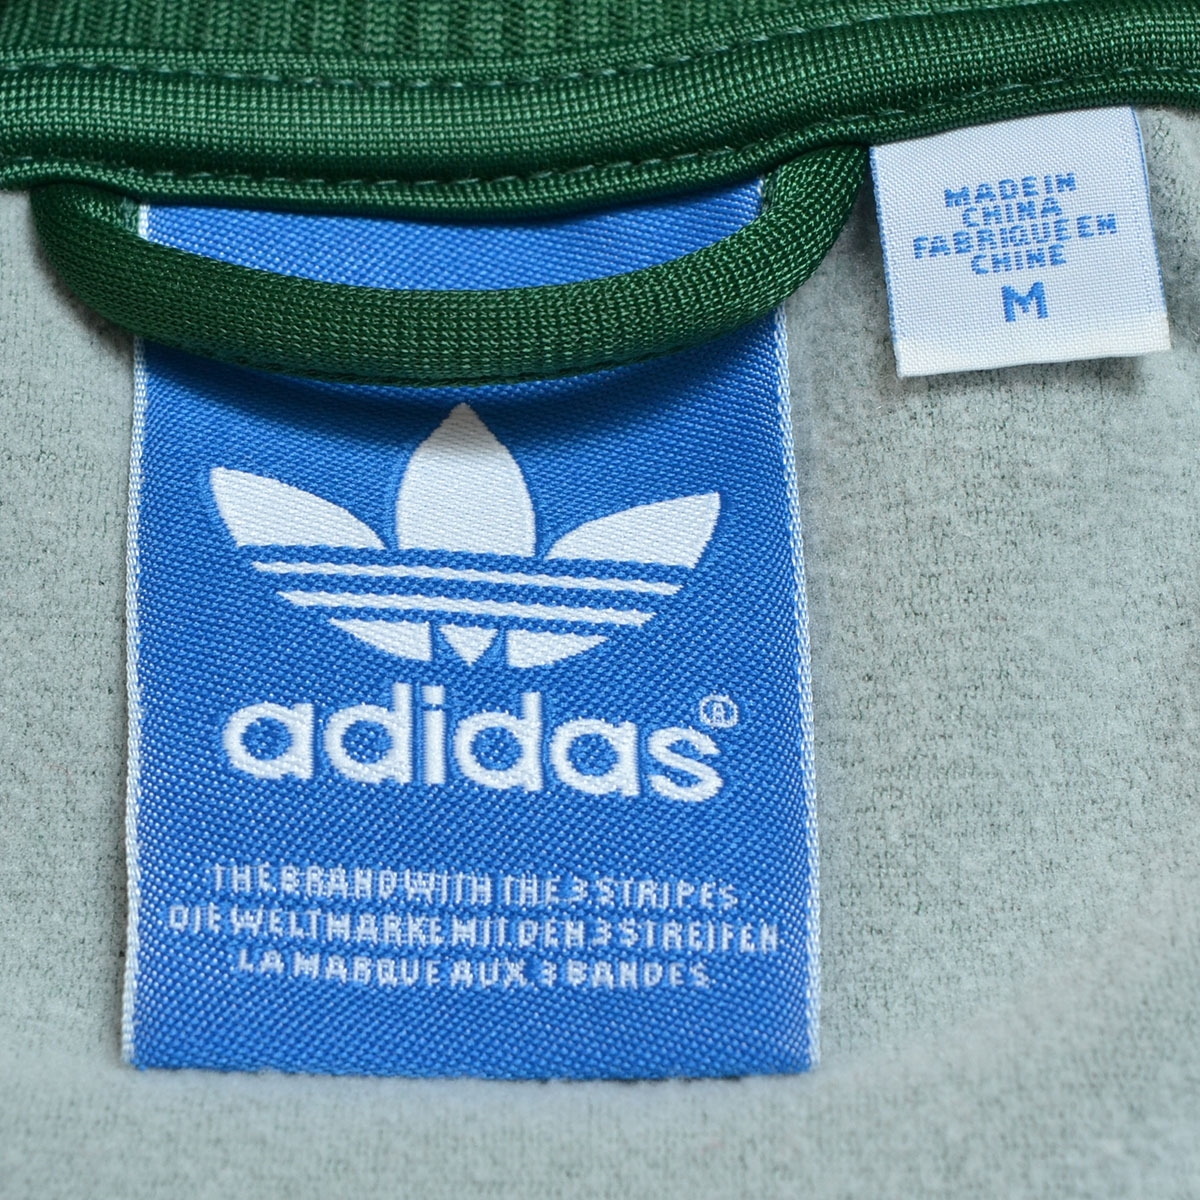 MADE IN
CHINA
FABRIQUÉ EN
CHINE
M
adidas®
THE BRAND WITH THE 3 STRIPES
DIE WELTMARKE MIT DEN 3 STREIFEN
LA MARQUE AUX 3 BANDES